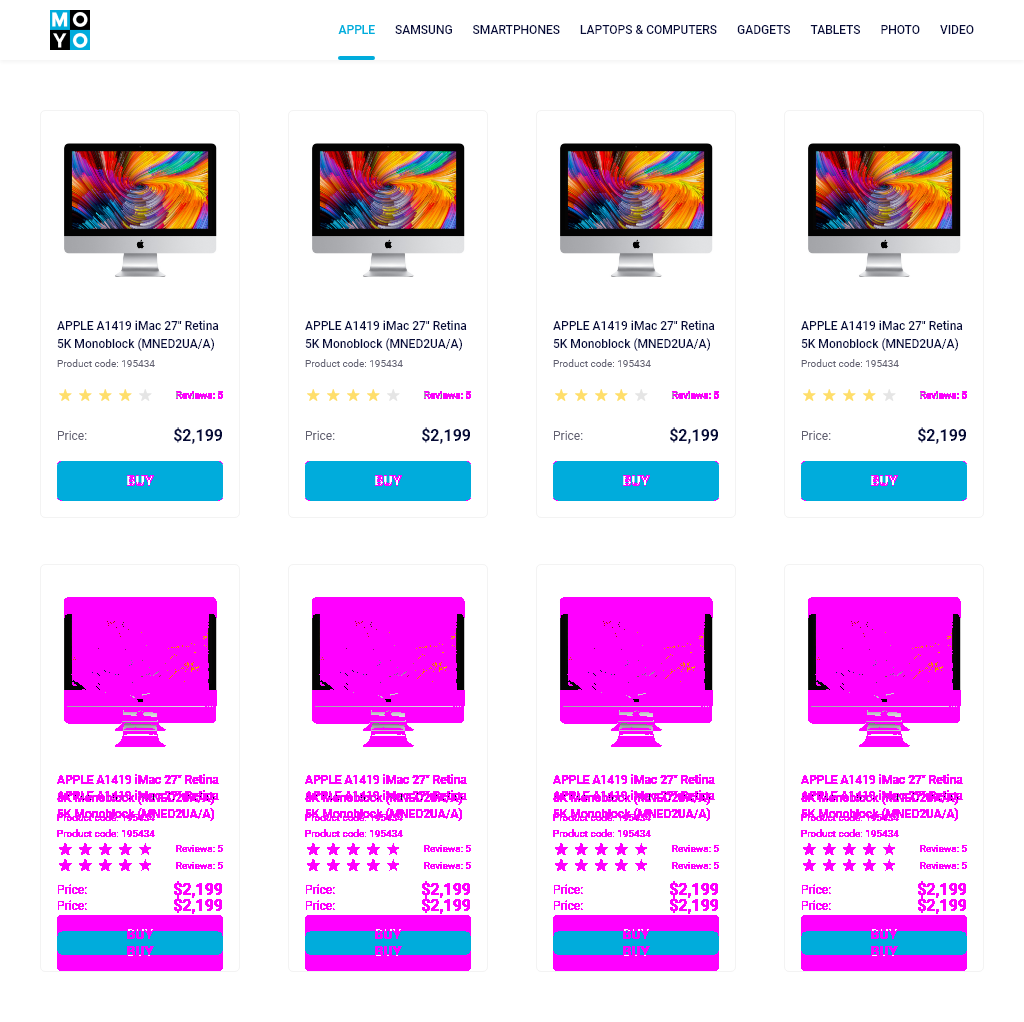 MO
YO
APPLE SAMSUNG SMARTPHONES LAPTOPS & COMPUTERS GADGETS TABLETS PHOTO VIDEO
APPLE A1419 iMac 27" Retina APPLE A1419 iMac 27" Retina APPLE A1419 iMac 27" Retina APPLE A1419 iMac 27" Retina
5K Monoblock (MNED2UA/A) 5K Monoblock (MNED2UA/A) 5K Monoblock (MNED2UA/A) 5K Monoblock (MNED2UA/A)
Product code: 195434 Product code: 195434 Product code: 195434 Product code: 195434
Reviews: 5 Reviews: 5 Reviews: 5 Reviews: 5
Price: $2,199 Price: $2,199 Price: $2,199 Price: $2,199
BUY BUY BUY BUY
APPLE A1419 iMac 27" Retina APPLE A1419 iMac 27" Retina APPLE A1419 iMac 27" Retina APPLE A1419 iMac 27" Retina
5K Monoblock (MNED2UA/A) 5K Monoblock (MNED2UA/A) 5K Monoblock (MNED2UA/A) 5K Monoblock (MNED2UA/A)
Product code: 195434 Product code: 195434 Product code: 195434 Product code: 195434
Reviews: 5 Reviews: 5 Reviews: 5 Reviews: 5
Reviews: 5 Reviews: 5 Reviews: 5 Reviews: 5
Price: $2,199 Price: $2,199 Price: $2,199 Price: $2,199
Price: $2,199 Price: $2,199 Price: $2,199 Price: $2,199
BUY BUY BUY BUY
BUY BUY BUY BUY